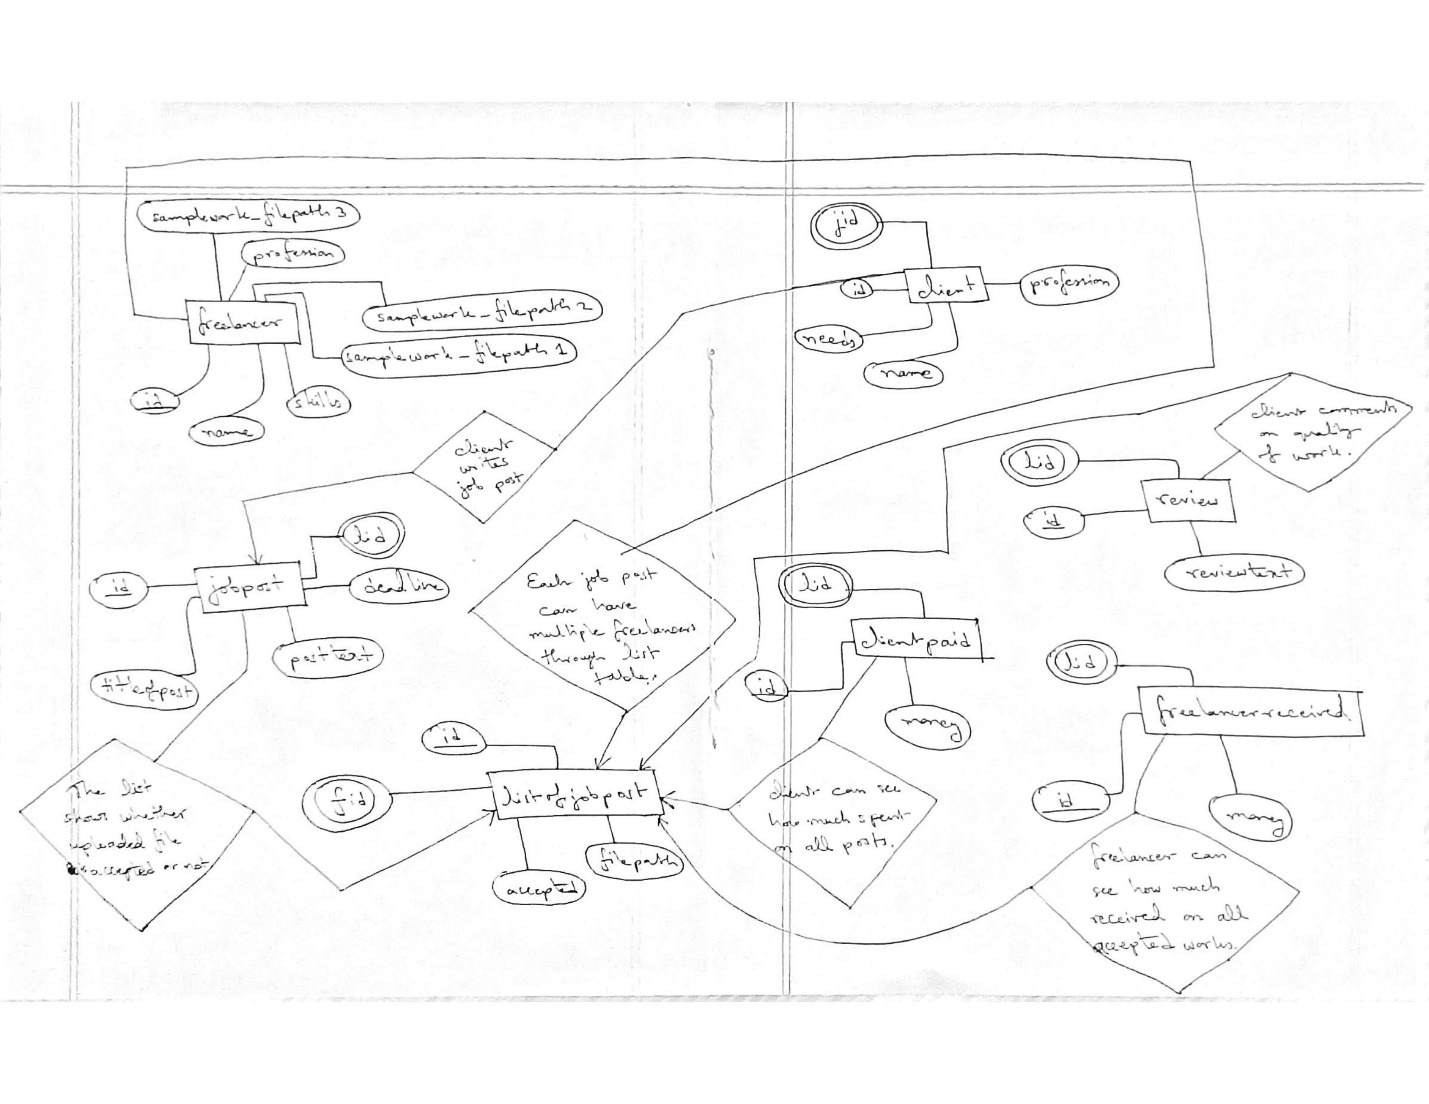 samplework_filepath 3
profession
freelancer
samplework_filepath 2
samplework_filepath 1
id
name
skills
jid
id
client
profession
needs
name
client
writes
job post
client comments
on quality
of work.
lid
review
id
reviewtext
lid
id
jobpost
deadline
posttext
titleofpost
Each job post
can have
multiple freelancers
through list
table.
lid
clientpaid
id
money
lid
freelancerreceived
id
money
id
fid
listofjobpost
filepath
accepted
The list
shows whether
uploaded file
is accepted or not
client can see
how much spent
on all posts.
freelancer can
see how much
received on all
accepted works.